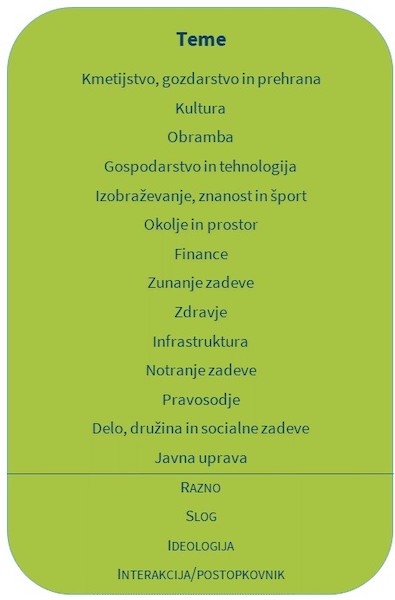 Teme
Kmetijstvo, gozdarstvo in prehrana
Kultura
Obramba
Gospodarstvo in tehnologija
Izobraževanje, znanost in šport
Okolje in prostor
Finance
Zunanje zadeve
Zdravje
Infrastruktura
Notranje zadeve
Pravosodje
Delo, družina in socialne zadeve
Javna uprava
RAZNO
SLOG
IDEOLOGIJA
INTERAKCIJA/POSTOPKOVNIK